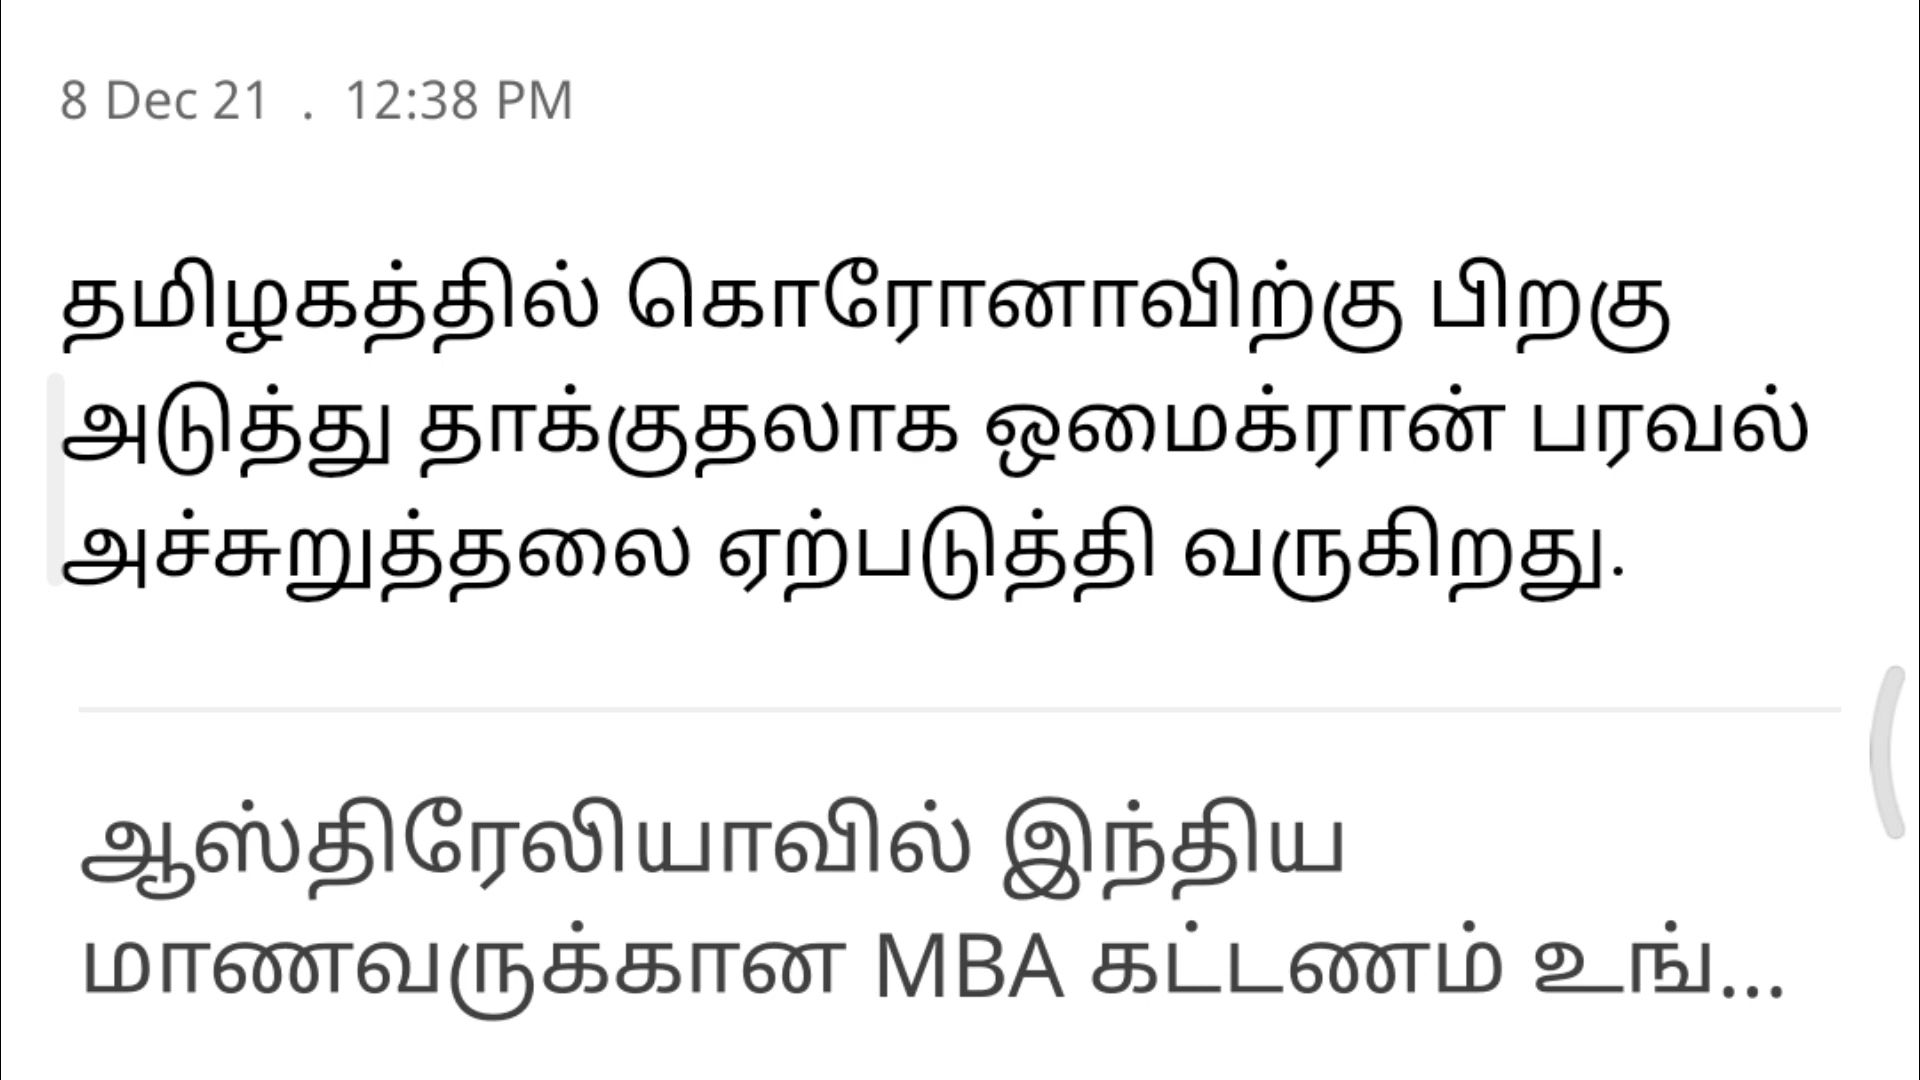 8 Dec 21 . 12:38 PM
தமிழகத்தில் கொரோனாவிற்கு பிறகு
அடுத்து தாக்குதலாக ஒமைக்ரான் பரவல்
அச்சுறுத்தலை ஏற்படுத்தி வருகிறது.
ஆஸ்திரேலியாவில் இந்திய
மாணவருக்கான MBA கட்டணம் உங்...